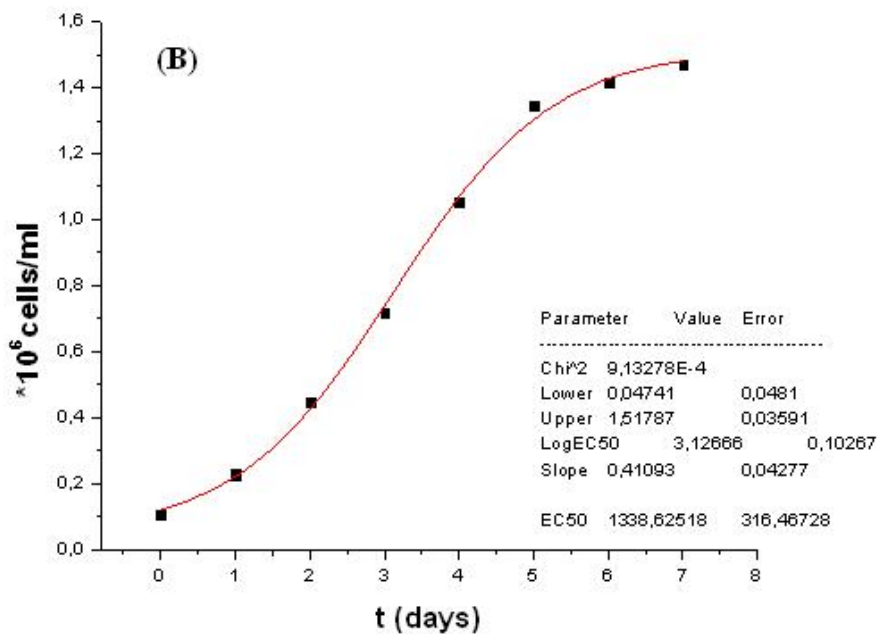 (B)
*10⁶ cells/ml
1,6
1,4
1,2
1,0
0,8
0,6
0,4
0,2
0,0
Parameter Value Error
----------------------------------------
Chi^2 9,13278E-4
Lower 0,04741 0,0481
Upper 1,51787 0,03591
LogEC50 3,12666 0,10267
Slope 0,41093 0,04277
EC50 1338,62518 316,46728
0 1 2 3 4 5 6 7 8
t (days)